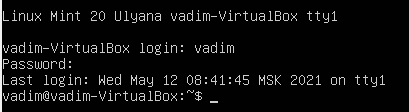 Linux Mint 20 Ulyana vadim-VirtualBox tty1
vadim-VirtualBox login: vadim
Password:
Last login: Wed May 12 08:41:45 MSK 2021 on tty1
vadim@vadim-VirtualBox:~$ _